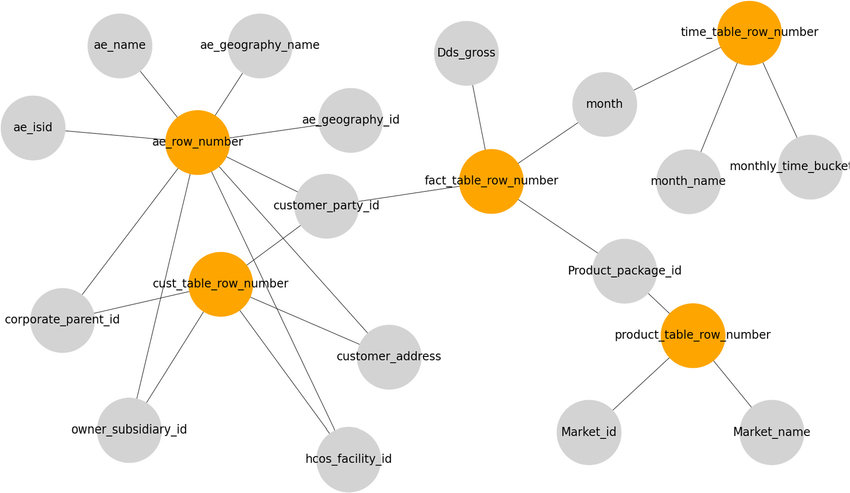 time_table_row_number
ae_name
ae_geography_name
Dds_gross
month
ae_geography_id
ae_isid
ae_row_number
monthly_time_bucket
fact_table_row_number
month_name
customer_party_id
Product_package_id
cust_table_row_number
corporate_parent_id
product_table_row_number
customer_address
owner_subsidiary_id
Market_id
Market_name
hcos_facility_id